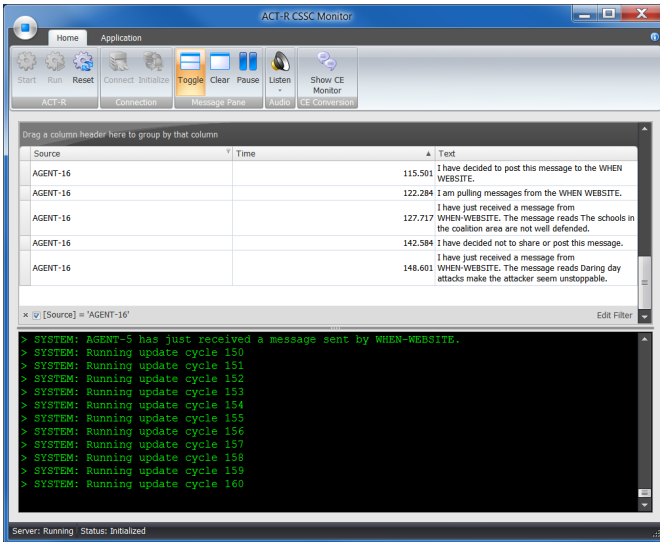 ACT-R CSSC Monitor
Home Application
Start Run Reset Connect Initialize Toggle Clear Pause Listen Show CE
Monitor
ACT-R Connection Message Pane Audio CE Conversion
Drag a column header here to group by that column
Source Time Text
AGENT-16 115.501 I have decided to post this message to the WHEN
WEBSITE.
AGENT-16 122.284 I am pulling messages from the WHEN WEBSITE.
I have just received a message from
AGENT-16 127.717 WHEN-WEBSITE. The message reads The schools in
the coalition area are not well defended.
AGENT-16 142.584 I have decided not to share or post this message.
I have just received a message from
AGENT-16 148.601 WHEN-WEBSITE. The message reads Daring day
attacks make the attacker seem unstoppable.
[Source] = 'AGENT-16' Edit Filter
> SYSTEM: AGENT-5 has just received a message sent by WHEN-WEBSITE.
> SYSTEM: Running update cycle 150
> SYSTEM: Running update cycle 151
> SYSTEM: Running update cycle 152
> SYSTEM: Running update cycle 153
> SYSTEM: Running update cycle 154
> SYSTEM: Running update cycle 155
> SYSTEM: Running update cycle 156
> SYSTEM: Running update cycle 157
> SYSTEM: Running update cycle 158
> SYSTEM: Running update cycle 159
> SYSTEM: Running update cycle 160
Server: Running Status: Initialized